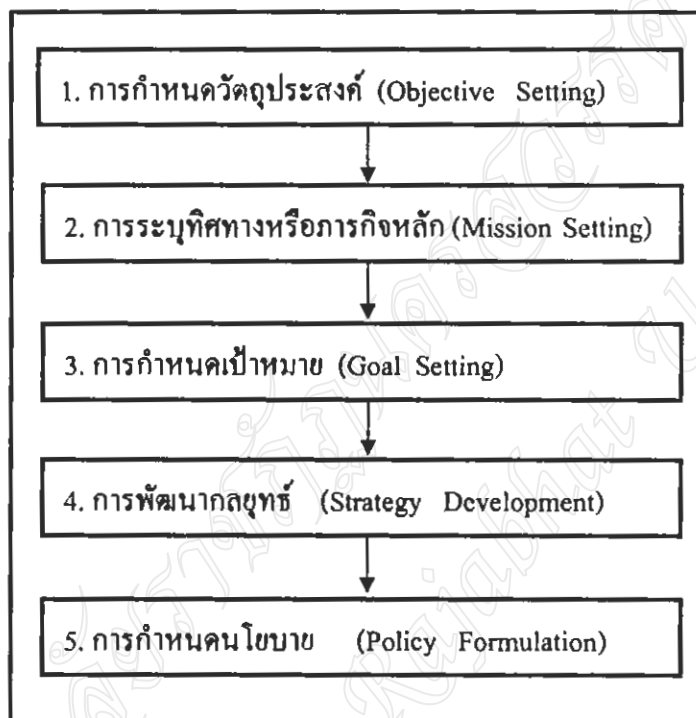 1. การกำหนดวัตถุประสงค์ (Objective Setting)
2. การระบุทิศทางหรือภารกิจหลัก (Mission Setting)
3. การกำหนดเป้าหมาย (Goal Setting)
4. การพัฒนากลยุทธ์ (Strategy Development)
5. การกำหนดนโยบาย (Policy Formulation)
Rajabhat